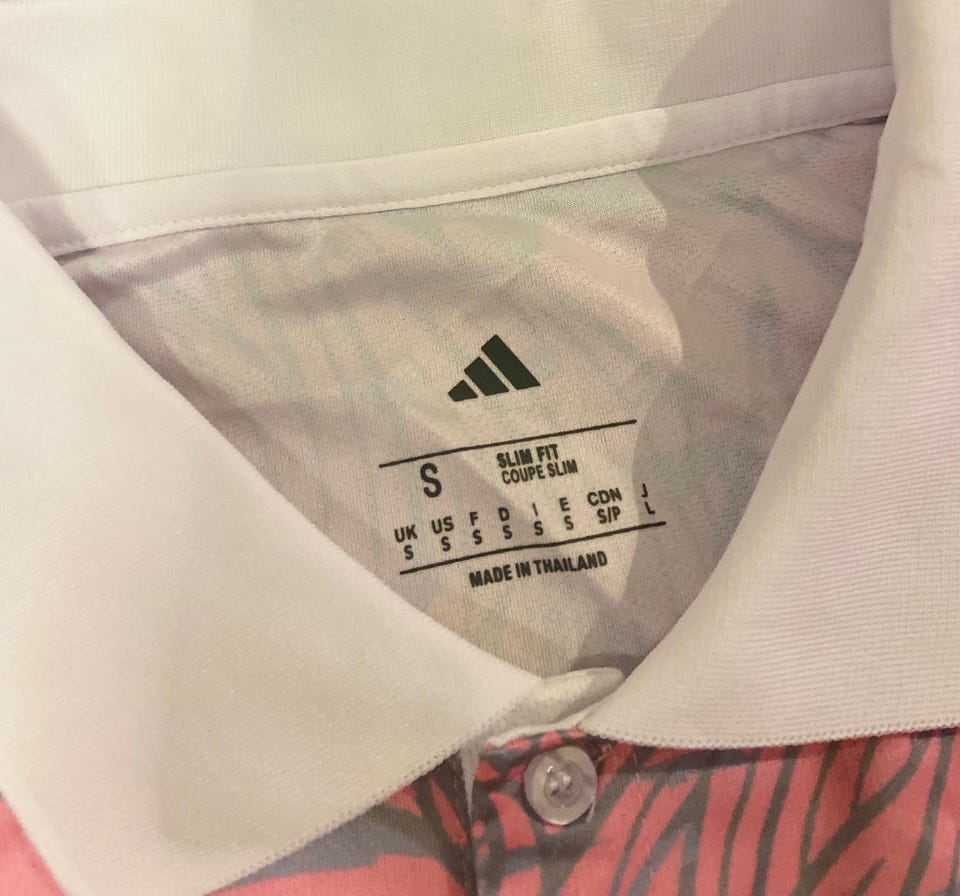 S
SLIM FIT
COUPE SLIM
UK US F D I E CDN J
S S S S S S S/P L
MADE IN THAILAND